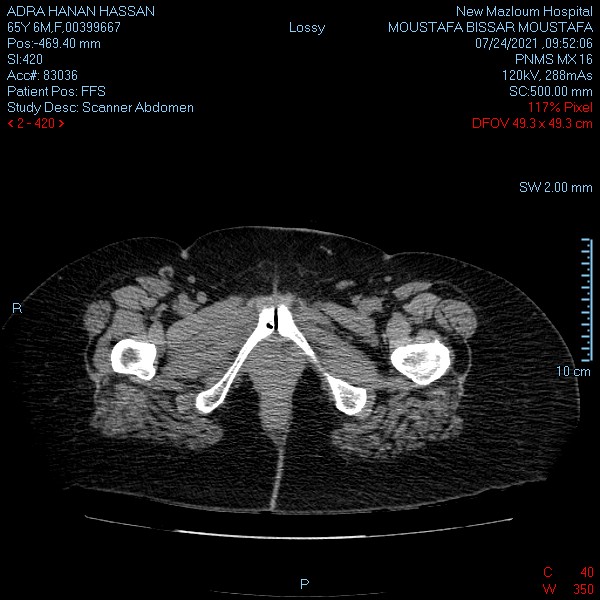 ADRA HANAN HASSAN
65Y 6M,F,00399667
Pos:-469.40 mm
SI:420
Acc#: 83036
Patient Pos: FFS
Study Desc: Scanner Abdomen
< 2 - 420 >
Lossy
New Mazloum Hospital
MOUSTAFA BISSAR MOUSTAFA
07/24/2021 ,09:52:06
PNMS MX 16
120kV, 288mAs
SC:500.00 mm
117% Pixel
DFOV 49.3 x 49.3 cm
SW 2.00 mm
R
10 cm
P
C 40
W 350